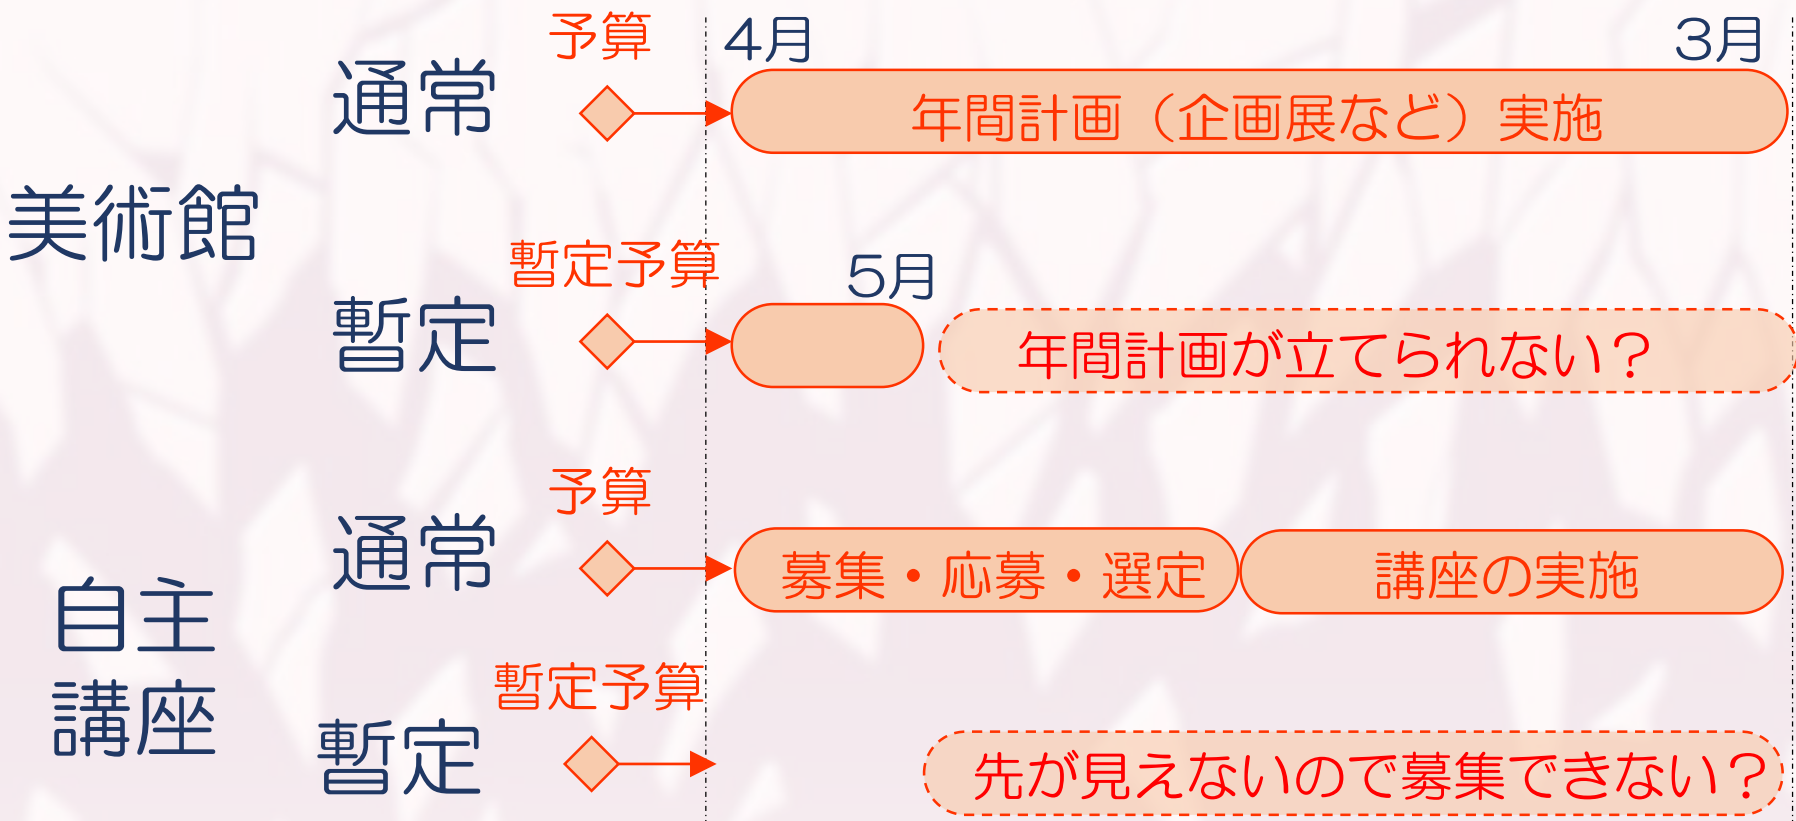 予算
4月
3月
通常
年間計画（企画展など）実施
美術館
暫定予算
5月
暫定
年間計画が立てられない？
予算
通常
募集・応募・選定
講座の実施
自主
講座
暫定予算
暫定
先が見えないので募集できない？